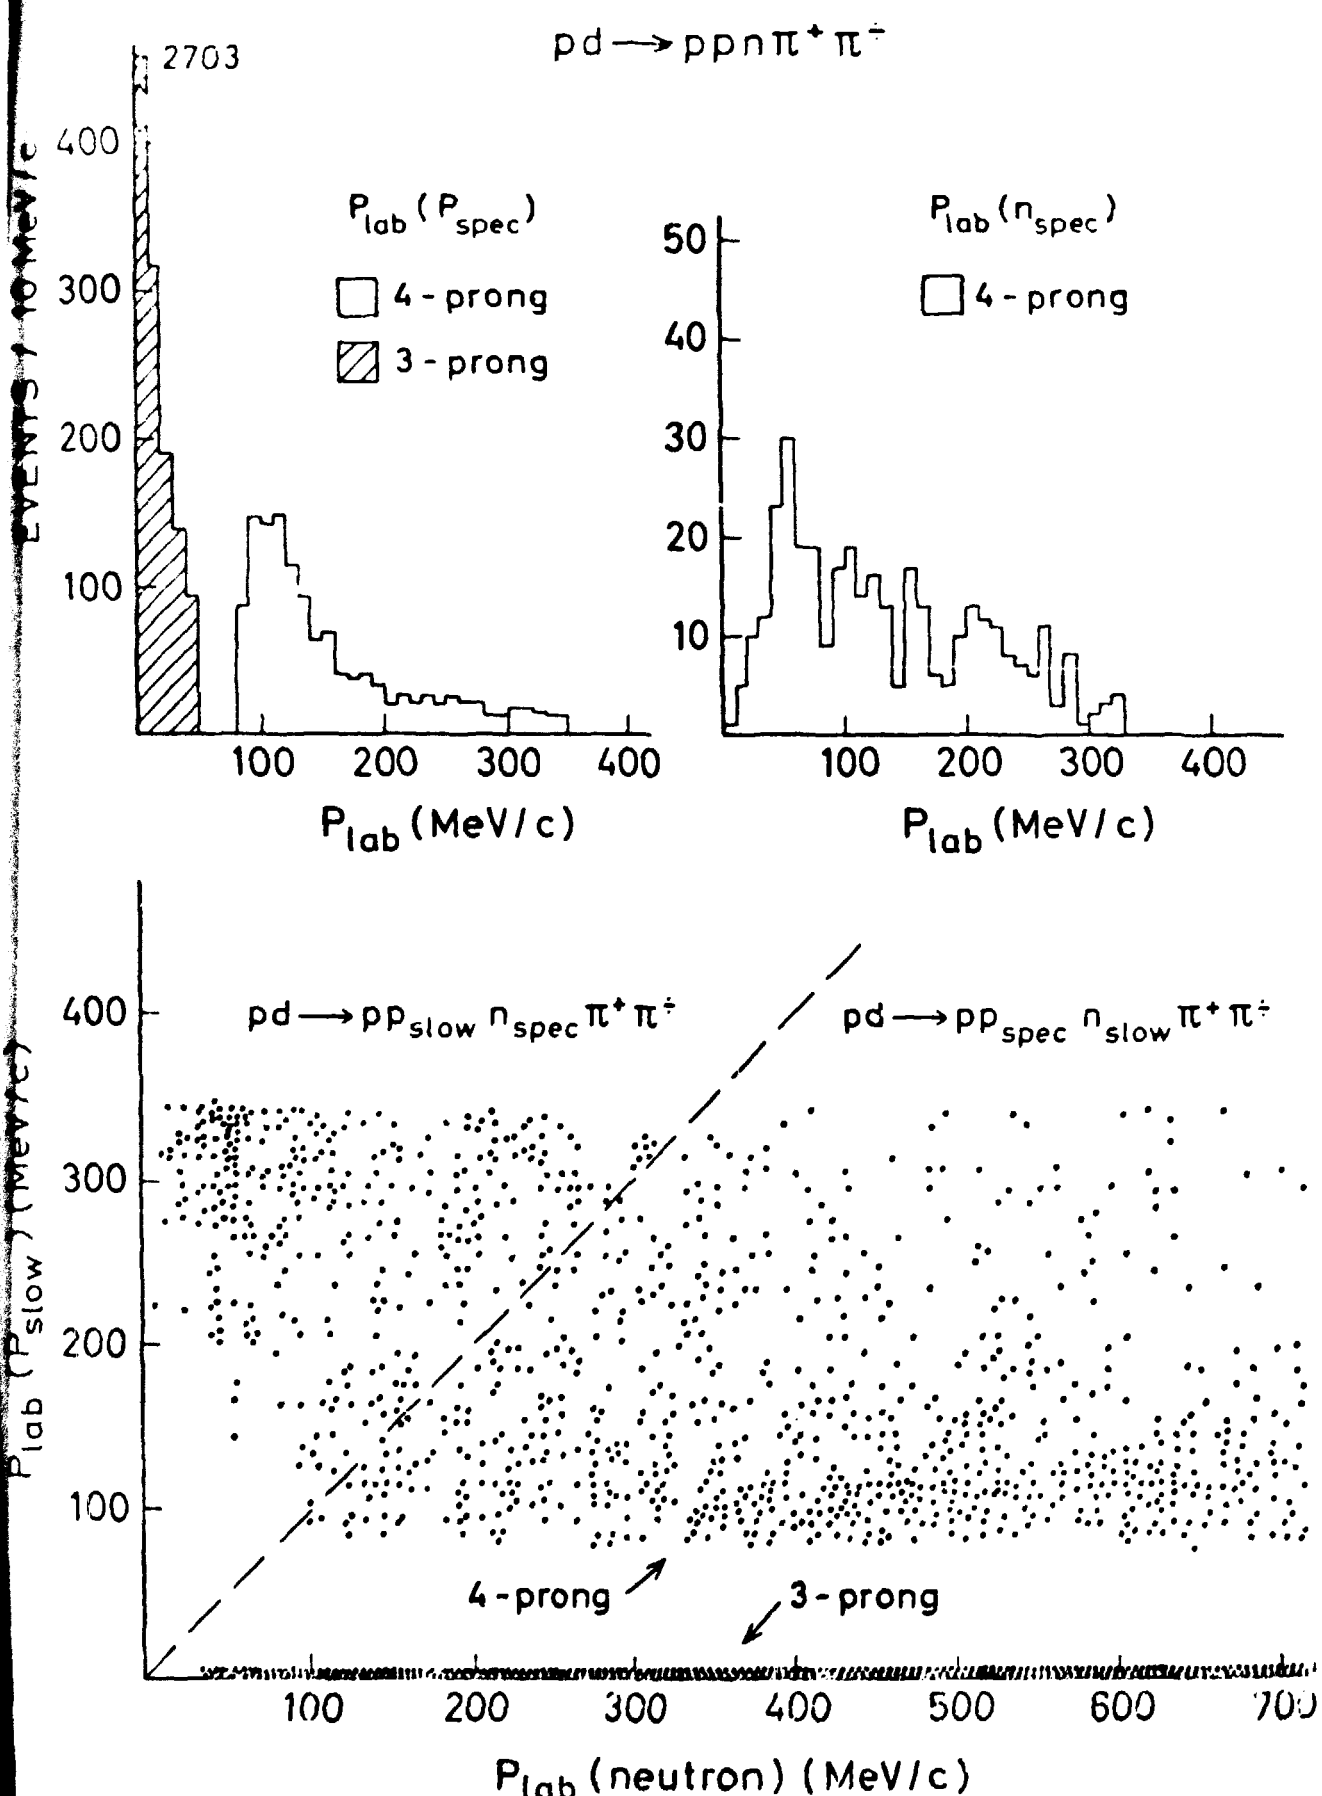 pd → ppnπ⁺π⁻
2703
400
300
200
100
EVENTS / 10 MeV/c
P_lab (P_spec)
4-prong
3-prong
100 200 300 400
P_lab (MeV/c)
P_lab (n_spec)
4-prong
50
40
30
20
10
100 200 300 400
P_lab (MeV/c)
pd → pp_slow n_spec π⁺π⁻
pd → pp_spec n_slow π⁺π⁻
400
300
200
100
P_lab (P_slow) (MeV/c)
4-prong
3-prong
100 200 300 400 500 600 700
P_lab (neutron) (MeV/c)